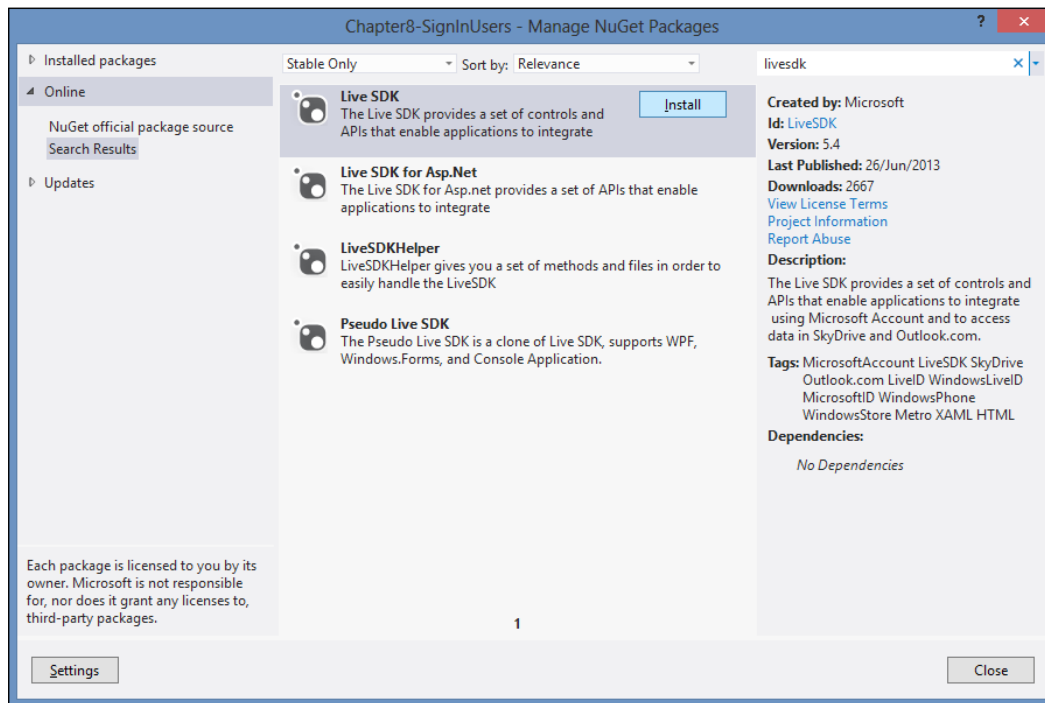 Chapter8-SignInUsers - Manage NuGet Packages
?
Installed packages
Online
NuGet official package source
Search Results
Updates
Each package is licensed to you by its
owner. Microsoft is not responsible
for, nor does it grant any licenses to,
third-party packages.
Stable Only
Sort by: Relevance
Live SDK
The Live SDK provides a set of controls and
APIs that enable applications to integrate
Install
Live SDK for Asp.Net
The Live SDK for Asp.net provides a set of APIs that enable
applications to integrate
LiveSDKHelper
LiveSDKHelper gives you a set of methods and files in order to
easily handle the LiveSDK
Pseudo Live SDK
The Pseudo Live SDK is a clone of Live SDK, supports WPF,
Windows.Forms, and Console Application.
1
livesdk
Created by: Microsoft
Id: LiveSDK
Version: 5.4
Last Published: 26/Jun/2013
Downloads: 2667
View License Terms
Project Information
Report Abuse
Description:
The Live SDK provides a set of controls and
APIs that enable applications to integrate
using Microsoft Account and to access
data in SkyDrive and Outlook.com.
Tags: MicrosoftAccount LiveSDK SkyDrive
Outlook.com LiveID WindowsLiveID
MicrosoftID WindowsPhone
WindowsStore Metro XAML HTML
Dependencies:
No Dependencies
Settings
Close